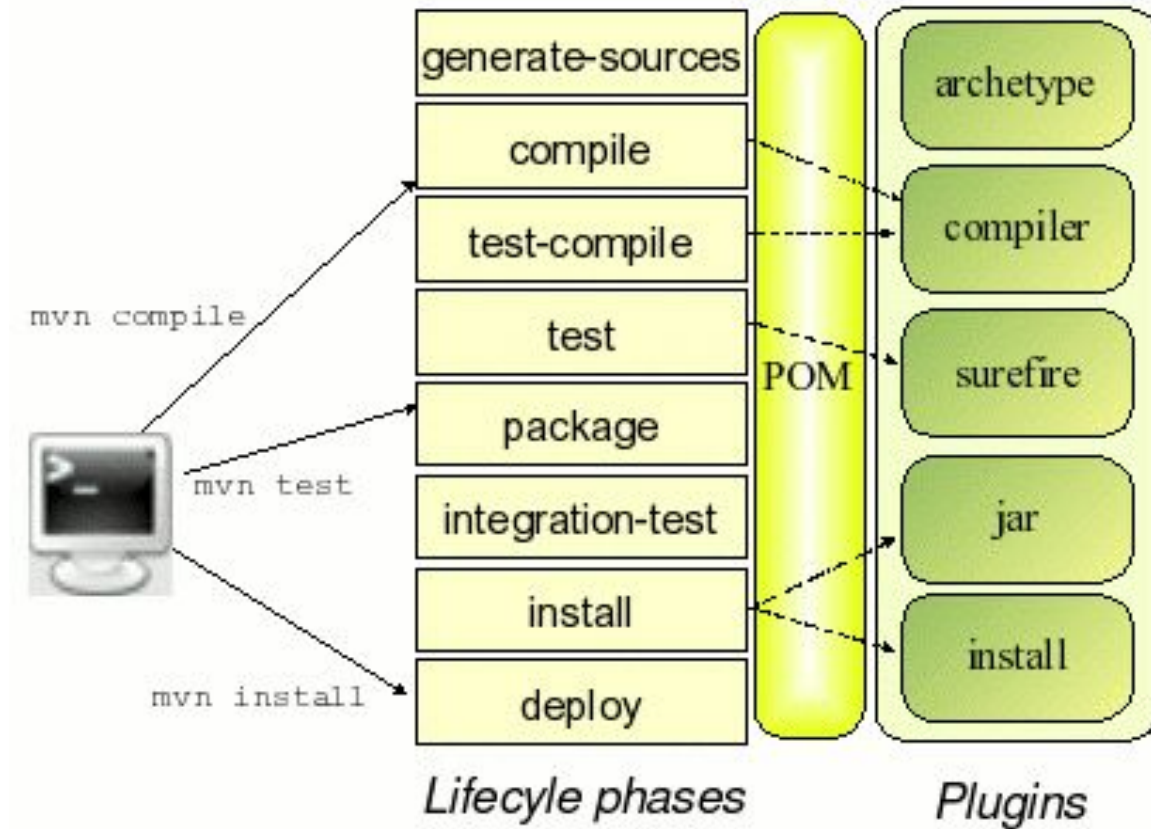 generate-sources
compile
test-compile
test
package
integration-test
install
deploy
mvn compile
mvn test
mvn install
>_
POM
archetype
compiler
surefire
jar
install
Lifecyle phases
Plugins